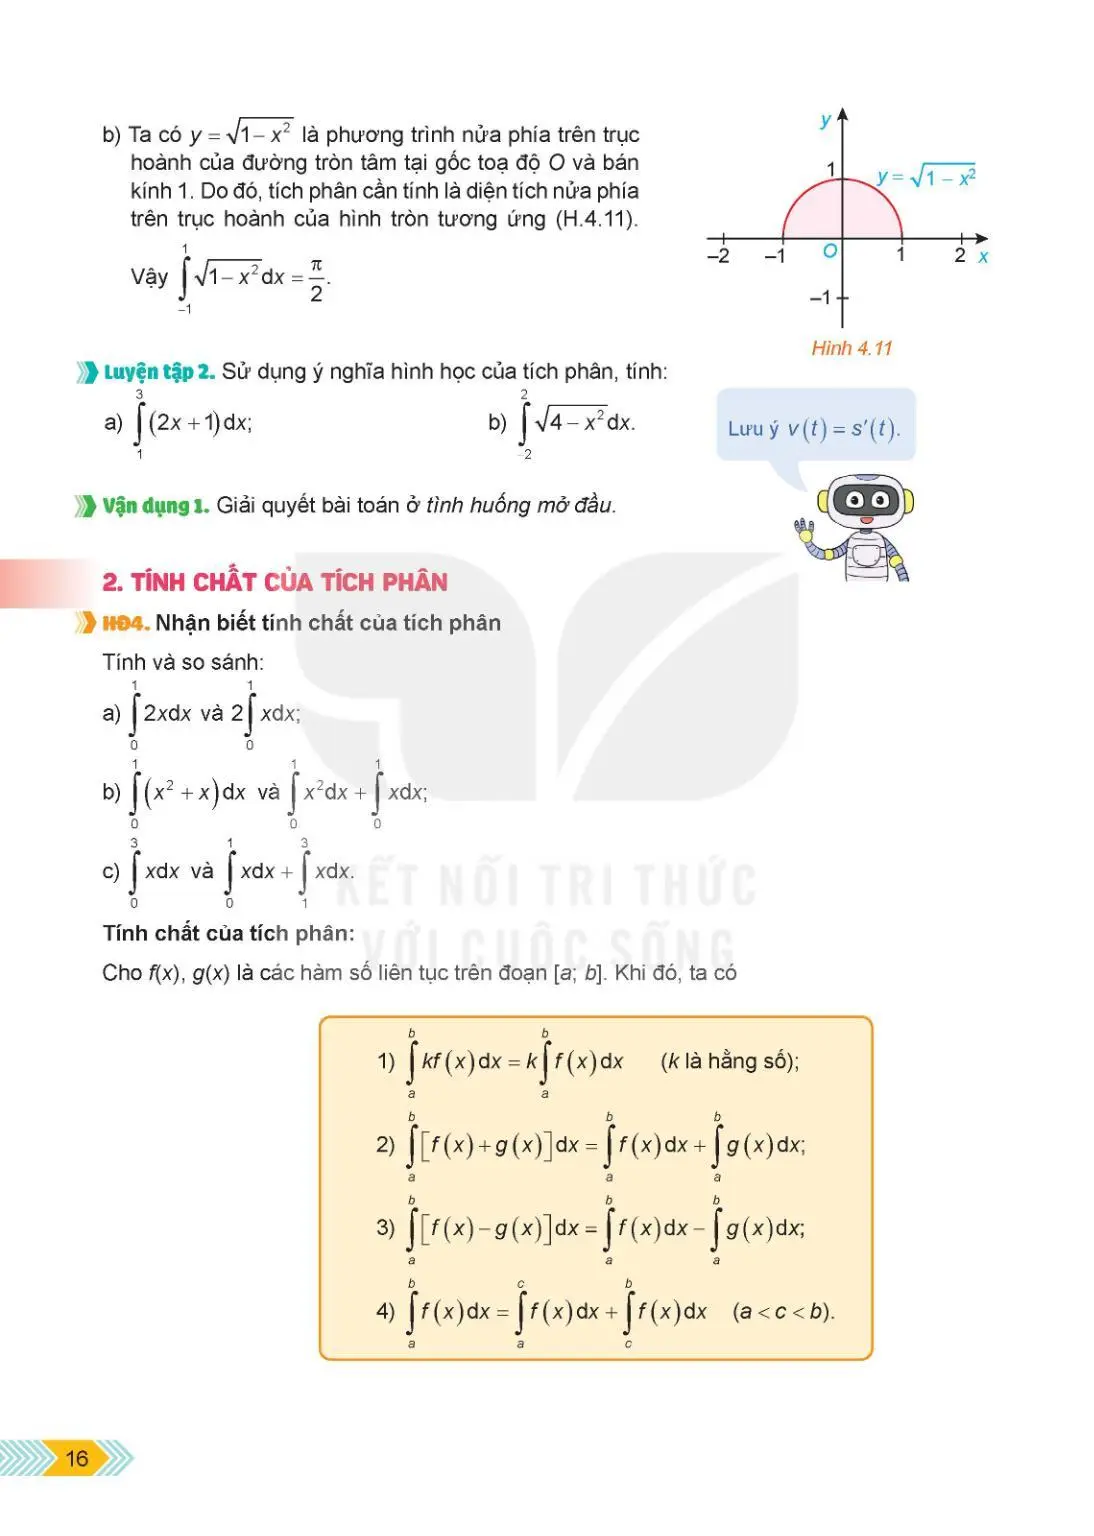 b) Ta có y = √(1 – x²) là phương trình nửa phía trên trục
hoành của đường tròn tâm tại gốc toạ độ O và bán
kính 1. Do đó, tích phân cần tính là diện tích nửa phía
trên trục hoành của hình tròn tương ứng (H.4.11).
Vậy ∫₋₁¹ √(1 – x²)dx = π/2.
y
1
y = √(1 – x²)
–2 –1 O 1 2 x
–1
Hình 4.11
Luyện tập 2. Sử dụng ý nghĩa hình học của tích phân, tính:
a) ∫₁³ (2x + 1)dx; b) ∫₋₂² √(4 – x²)dx.
Lưu ý v(t) = s′(t).
Vận dụng 1. Giải quyết bài toán ở tình huống mở đầu.
2. TÍNH CHẤT CỦA TÍCH PHÂN
HĐ4. Nhận biết tính chất của tích phân
Tính và so sánh:
a) ∫₀¹ 2xdx và 2∫₀¹ xdx;
b) ∫₀¹ (x² + x)dx và ∫₀¹ x²dx + ∫₀¹ xdx;
c) ∫₀³ xdx và ∫₀¹ xdx + ∫₁³ xdx.
KẾT NỐI TRI THỨC
VỚI CUỘC SỐNG
Tính chất của tích phân:
Cho f(x), g(x) là các hàm số liên tục trên đoạn [a; b]. Khi đó, ta có
1) ∫ₐᵇ kf(x)dx = k∫ₐᵇ f(x)dx (k là hằng số);
2) ∫ₐᵇ [f(x) + g(x)]dx = ∫ₐᵇ f(x)dx + ∫ₐᵇ g(x)dx;
3) ∫ₐᵇ [f(x) – g(x)]dx = ∫ₐᵇ f(x)dx – ∫ₐᵇ g(x)dx;
4) ∫ₐᵇ f(x)dx = ∫ₐᶜ f(x)dx + ∫_c^b f(x)dx (a < c < b).
16